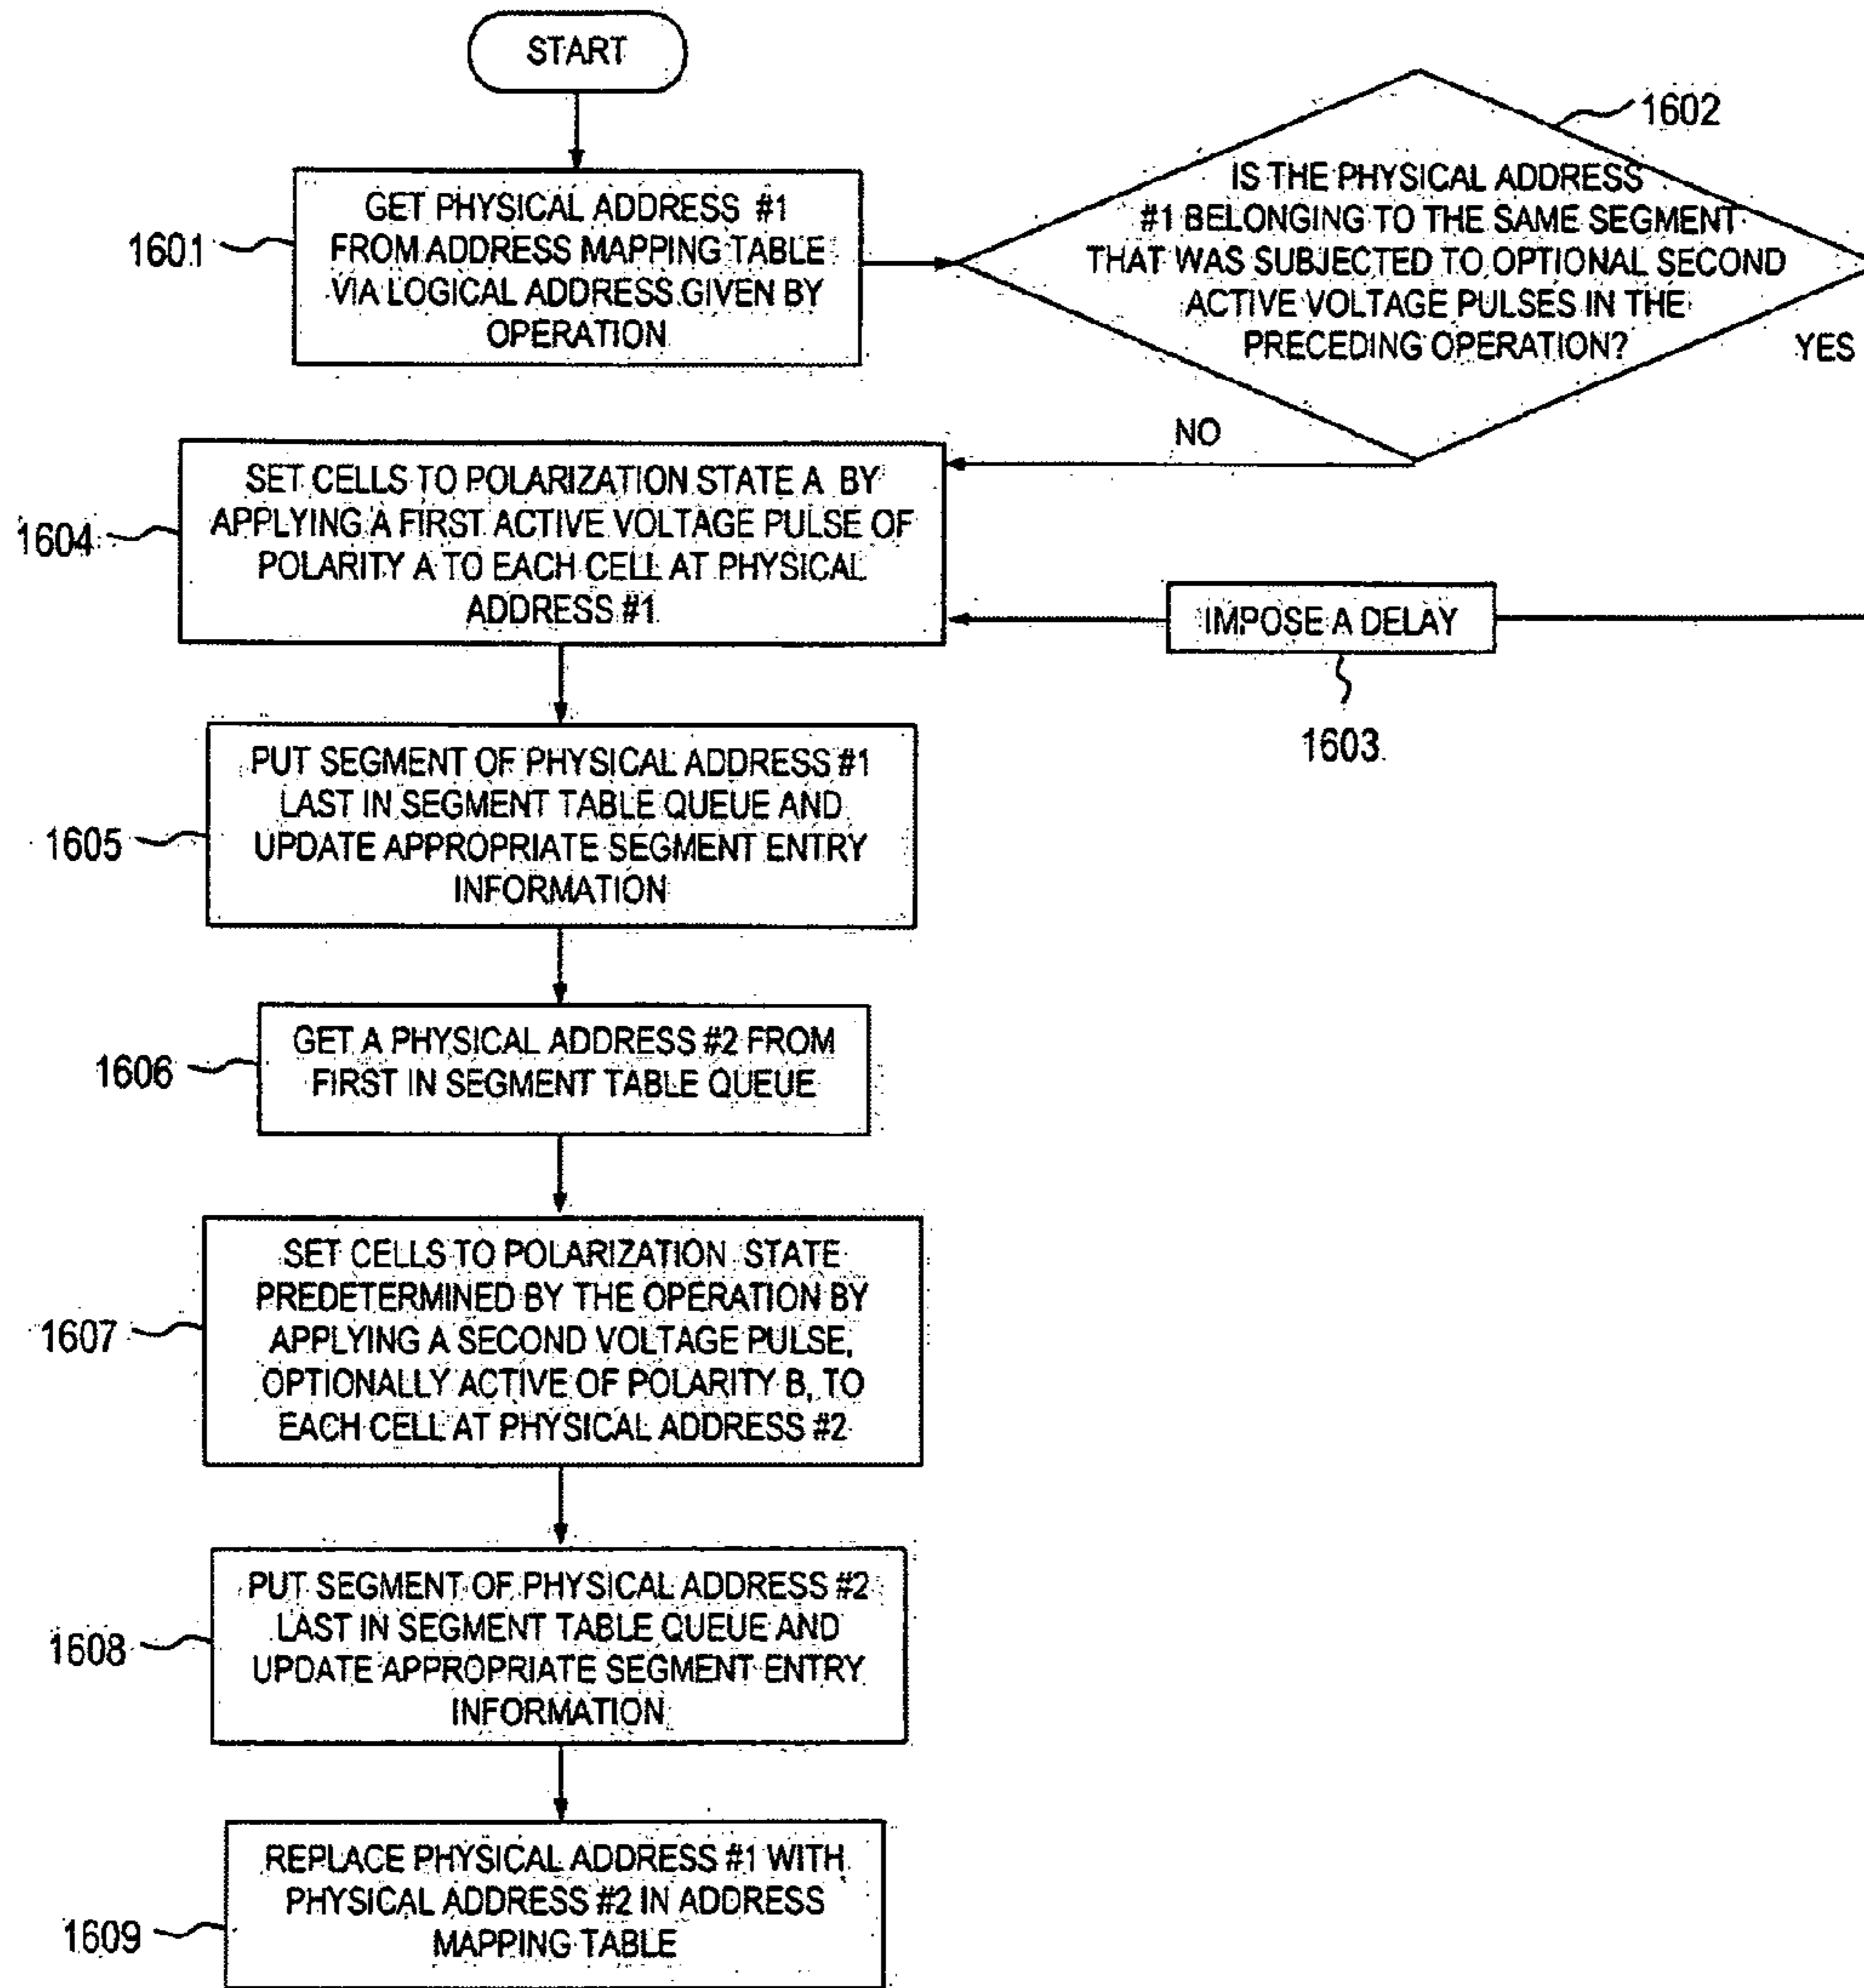 START
1601
GET PHYSICAL ADDRESS #1
FROM ADDRESS MAPPING TABLE
VIA LOGICAL ADDRESS GIVEN BY
OPERATION
1602
IS THE PHYSICAL ADDRESS
#1 BELONGING TO THE SAME SEGMENT
THAT WAS SUBJECTED TO OPTIONAL SECOND
ACTIVE VOLTAGE PULSES IN THE
PRECEDING OPERATION?
YES
NO
1604
SET CELLS TO POLARIZATION STATE A BY
APPLYING A FIRST ACTIVE VOLTAGE PULSE OF
POLARITY A TO EACH CELL AT PHYSICAL
ADDRESS #1
IMPOSE A DELAY
1603
1605
PUT SEGMENT OF PHYSICAL ADDRESS #1
LAST IN SEGMENT TABLE QUEUE AND
UPDATE APPROPRIATE SEGMENT ENTRY
INFORMATION
1606
GET A PHYSICAL ADDRESS #2 FROM
FIRST IN SEGMENT TABLE QUEUE
1607
SET CELLS TO POLARIZATION STATE
PREDETERMINED BY THE OPERATION BY
APPLYING A SECOND VOLTAGE PULSE,
OPTIONALLY ACTIVE OF POLARITY B, TO
EACH CELL AT PHYSICAL ADDRESS #2
1608
PUT SEGMENT OF PHYSICAL ADDRESS #2
LAST IN SEGMENT TABLE QUEUE AND
UPDATE APPROPRIATE SEGMENT ENTRY
INFORMATION
1609
REPLACE PHYSICAL ADDRESS #1 WITH
PHYSICAL ADDRESS #2 IN ADDRESS
MAPPING TABLE